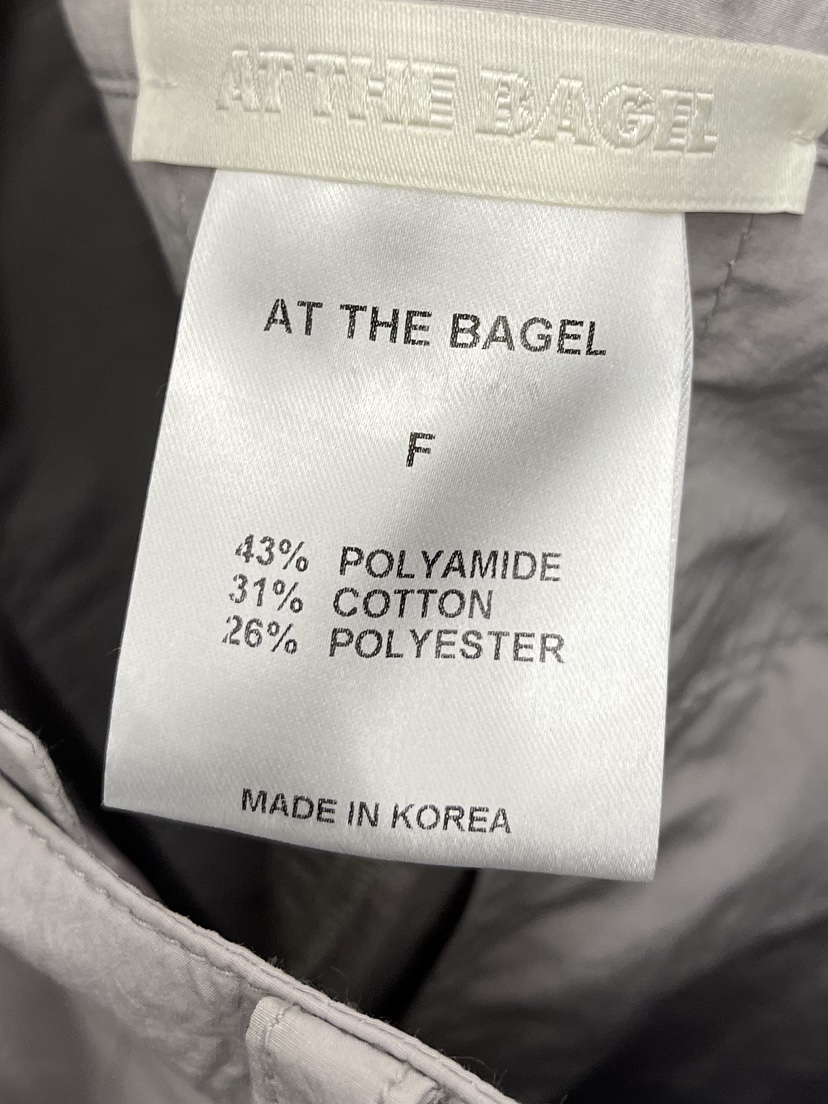 AT THE BAGEL
AT THE BAGEL
F
43% POLYAMIDE
31% COTTON
26% POLYESTER
MADE IN KOREA